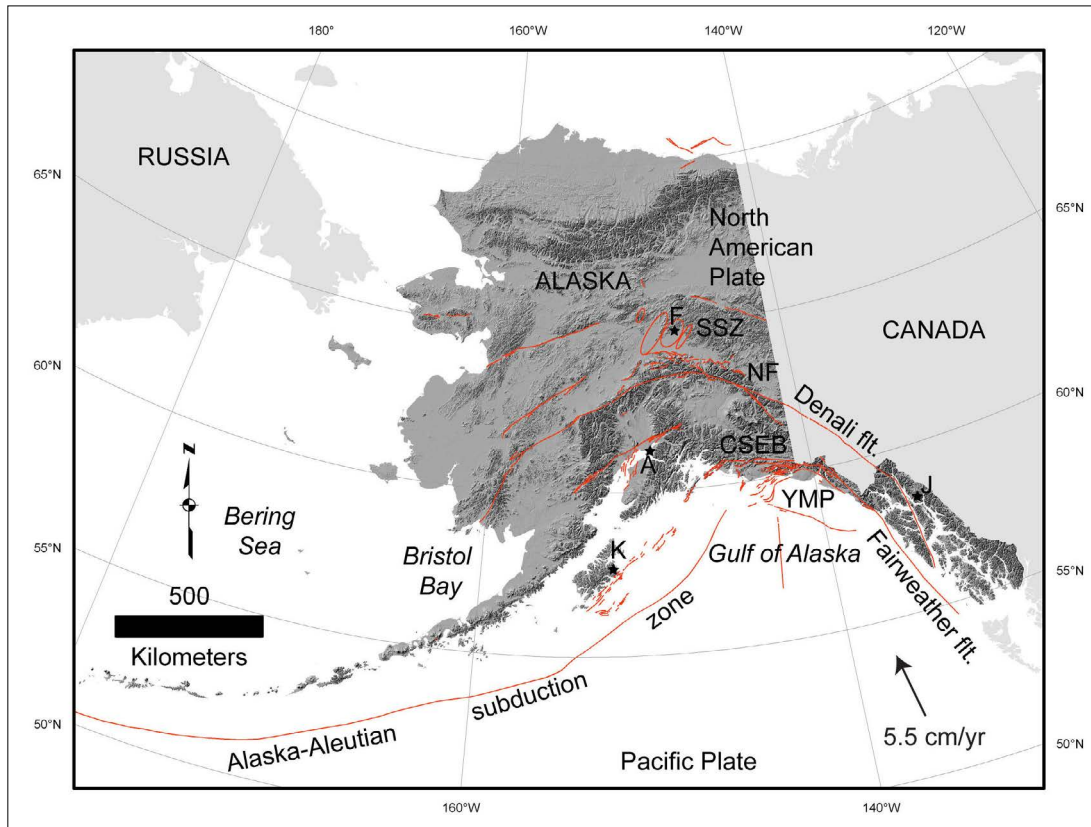 180°
160°W
140°W
120°W
65°N
RUSSIA
65°N
North
American
Plate
ALASKA
F
SSZ
CANADA
60°N
60°N
NF
Denali flt.
CSEB
A
J
YMP
N
Bering
Sea
Bristol
Bay
K
Gulf of Alaska
Fairweather flt.
55°N
55°N
500
Kilometers
zone
subduction
Alaska-Aleutian
5.5 cm/yr
50°N
50°N
Pacific Plate
160°W
140°W